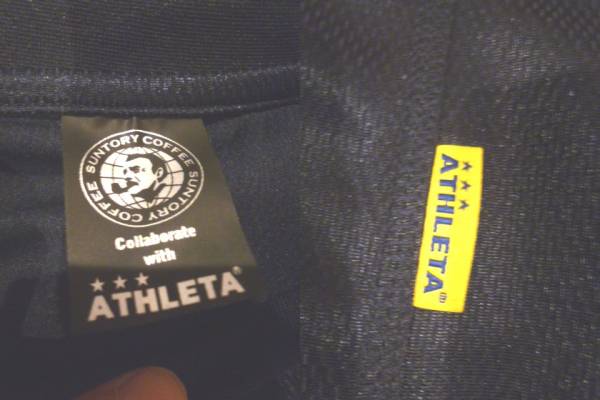 SUNTORY COFFEE SUNTORY COFFEE
Collaborate
with
ATHLETA®
ATHLETA®